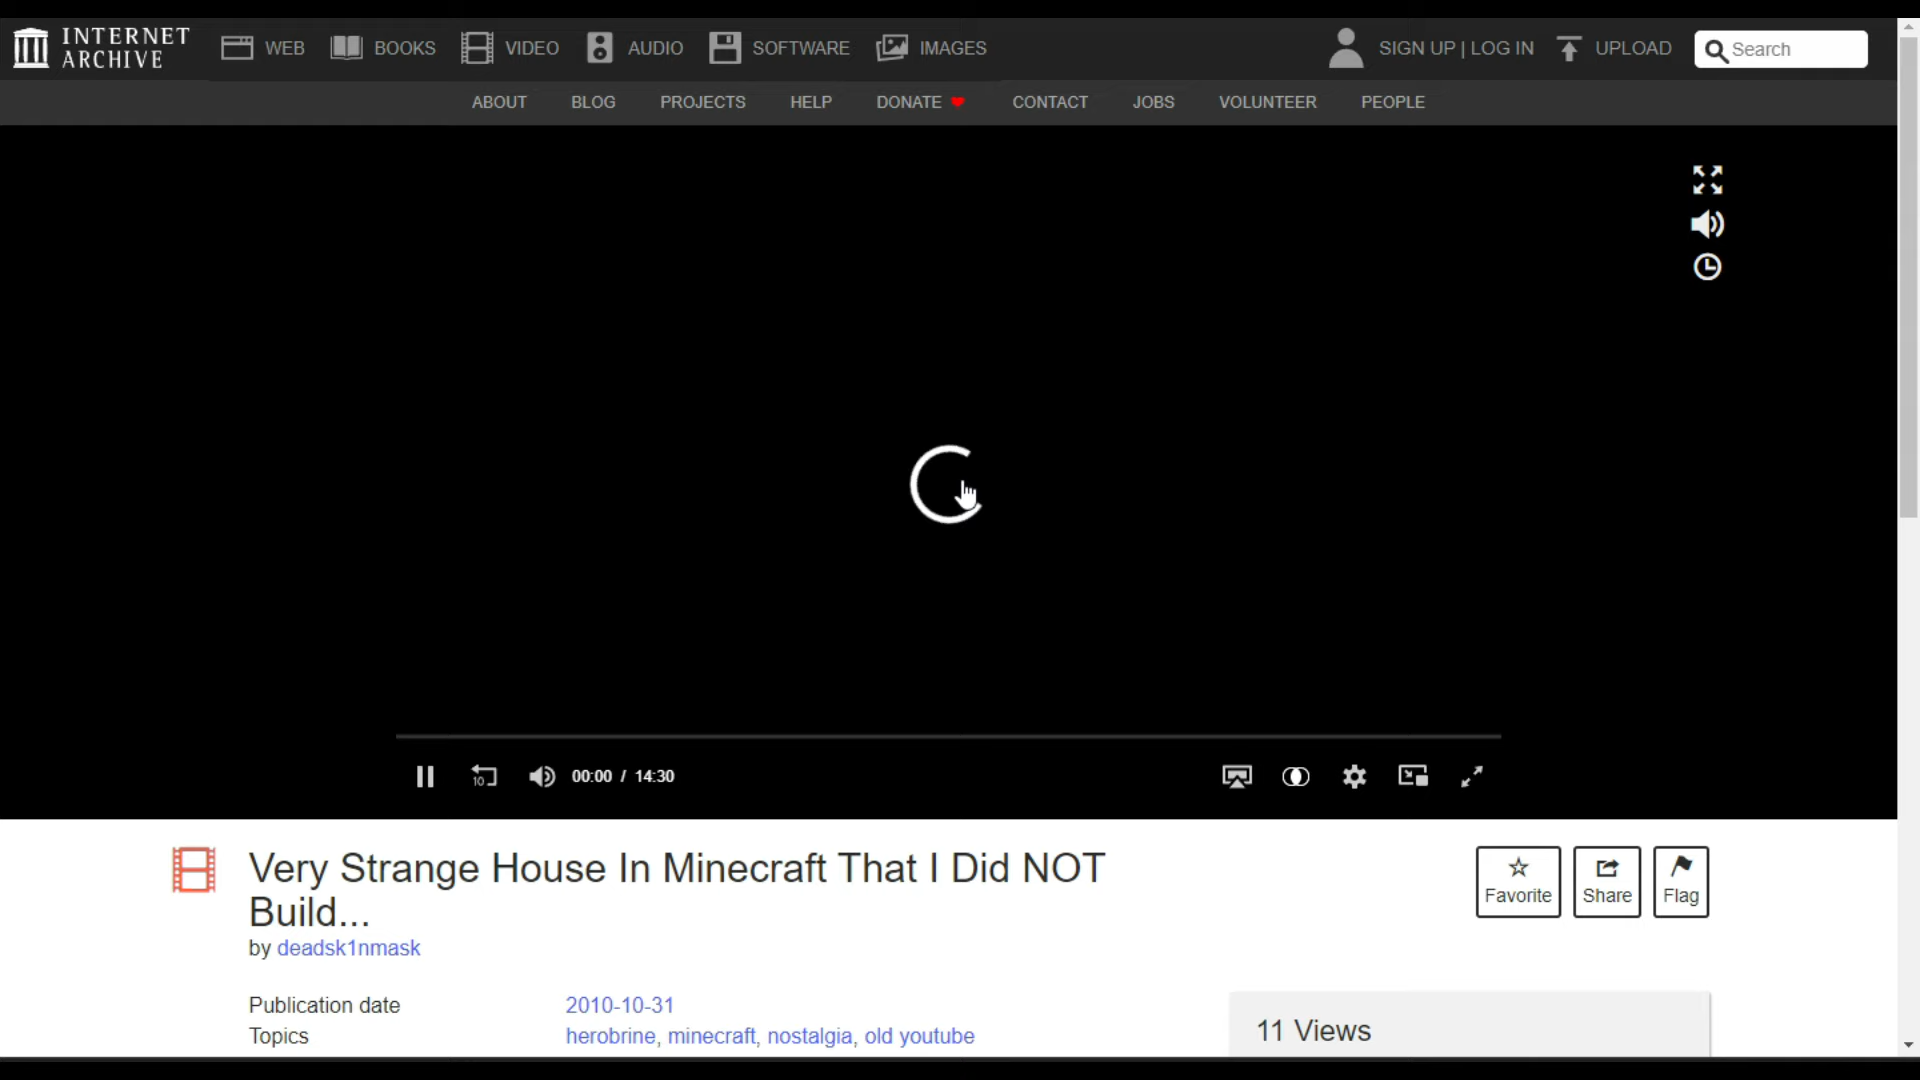 INTERNET ARCHIVE WEB BOOKS VIDEO AUDIO SOFTWARE IMAGES SIGN UP | LOG IN UPLOAD Search
ABOUT BLOG PROJECTS HELP DONATE CONTACT JOBS VOLUNTEER PEOPLE
10 00:00 / 14:30
Very Strange House In Minecraft That I Did NOT
Build...
Favorite Share Flag
by deadsk1nmask
Publication date 2010-10-31
Topics herobrine, minecraft, nostalgia, old youtube
11 Views